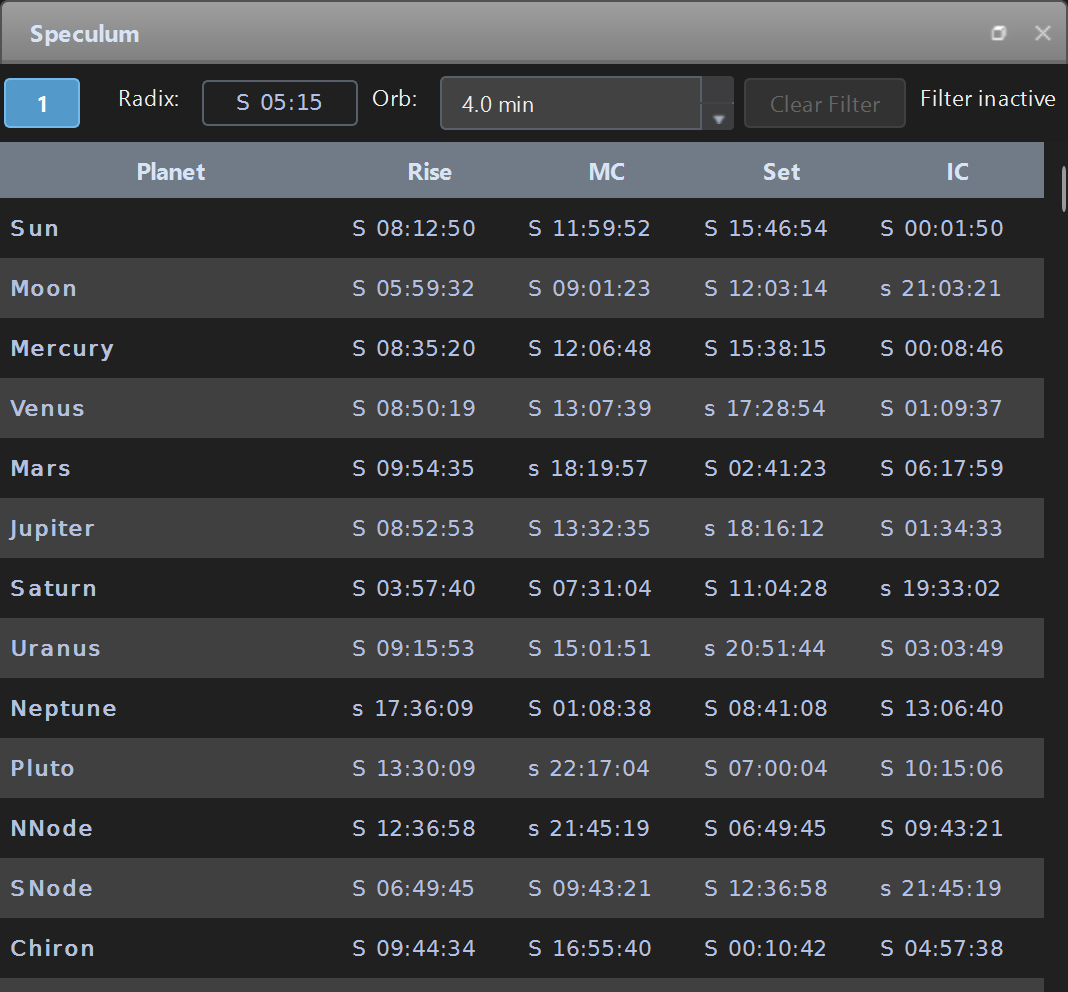 Speculum
1 Radix: S 05:15 Orb: 4.0 min Clear Filter Filter inactive
Planet Rise MC Set IC
Sun S 08:12:50 S 11:59:52 S 15:46:54 S 00:01:50
Moon S 05:59:32 S 09:01:23 S 12:03:14 s 21:03:21
Mercury S 08:35:20 S 12:06:48 S 15:38:15 S 00:08:46
Venus S 08:50:19 S 13:07:39 s 17:28:54 S 01:09:37
Mars S 09:54:35 s 18:19:57 S 02:41:23 S 06:17:59
Jupiter S 08:52:53 S 13:32:35 s 18:16:12 S 01:34:33
Saturn S 03:57:40 S 07:31:04 S 11:04:28 s 19:33:02
Uranus S 09:15:53 S 15:01:51 s 20:51:44 S 03:03:49
Neptune s 17:36:09 S 01:08:38 S 08:41:08 S 13:06:40
Pluto S 13:30:09 s 22:17:04 S 07:00:04 S 10:15:06
NNode S 12:36:58 s 21:45:19 S 06:49:45 S 09:43:21
SNode S 06:49:45 S 09:43:21 S 12:36:58 s 21:45:19
Chiron S 09:44:34 S 16:55:40 S 00:10:42 S 04:57:38